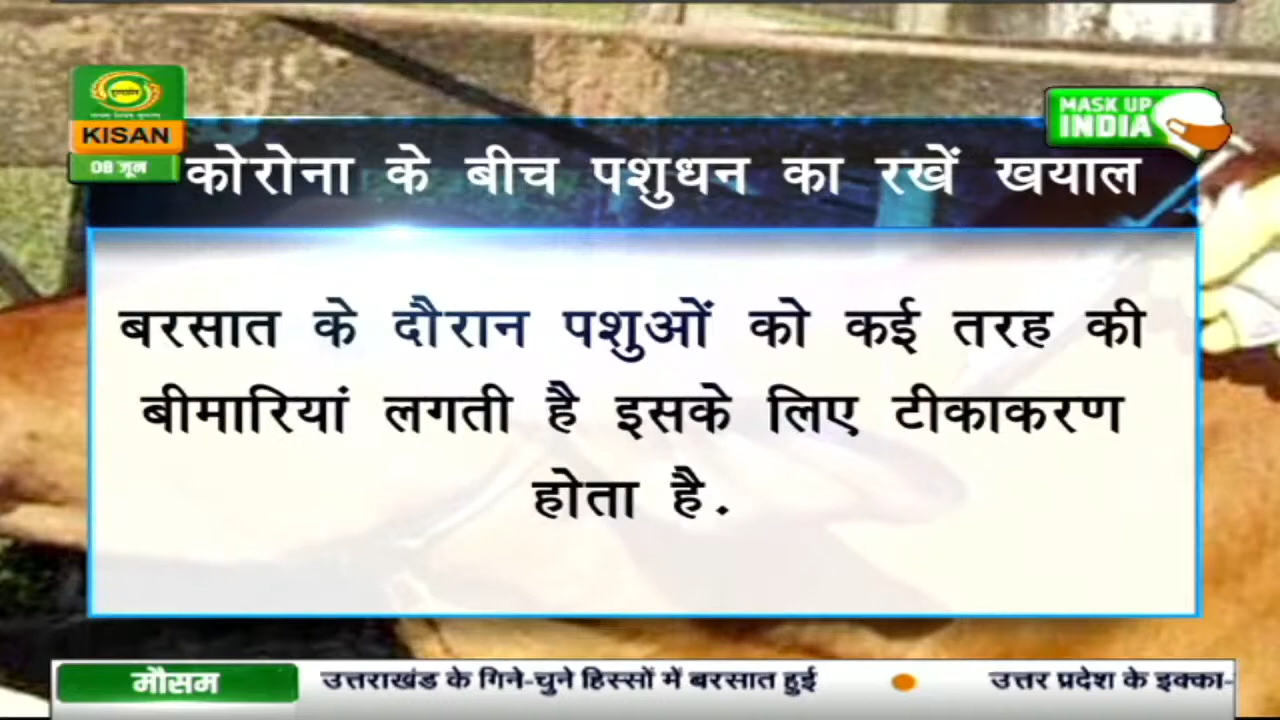 KISAN
08 जून
MASK UP
INDIA
कोरोना के बीच पशुधन का रखें खयाल
बरसात के दौरान पशुओं को कई तरह की
बीमारियां लगती है इसके लिए टीकाकरण
होता है.
मौसम
उत्तराखंड के गिने-चुने हिस्सों में बरसात हुई
उत्तर प्रदेश के इक्का-